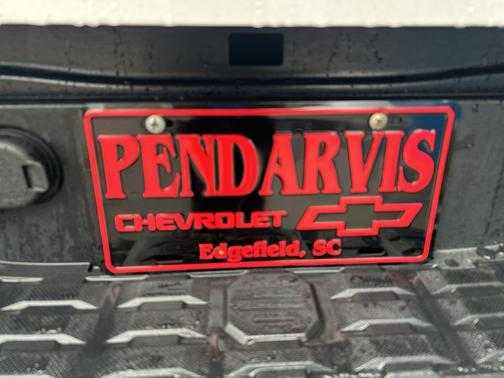 PENDARVIS
CHEVROLET
Edgefield, SC